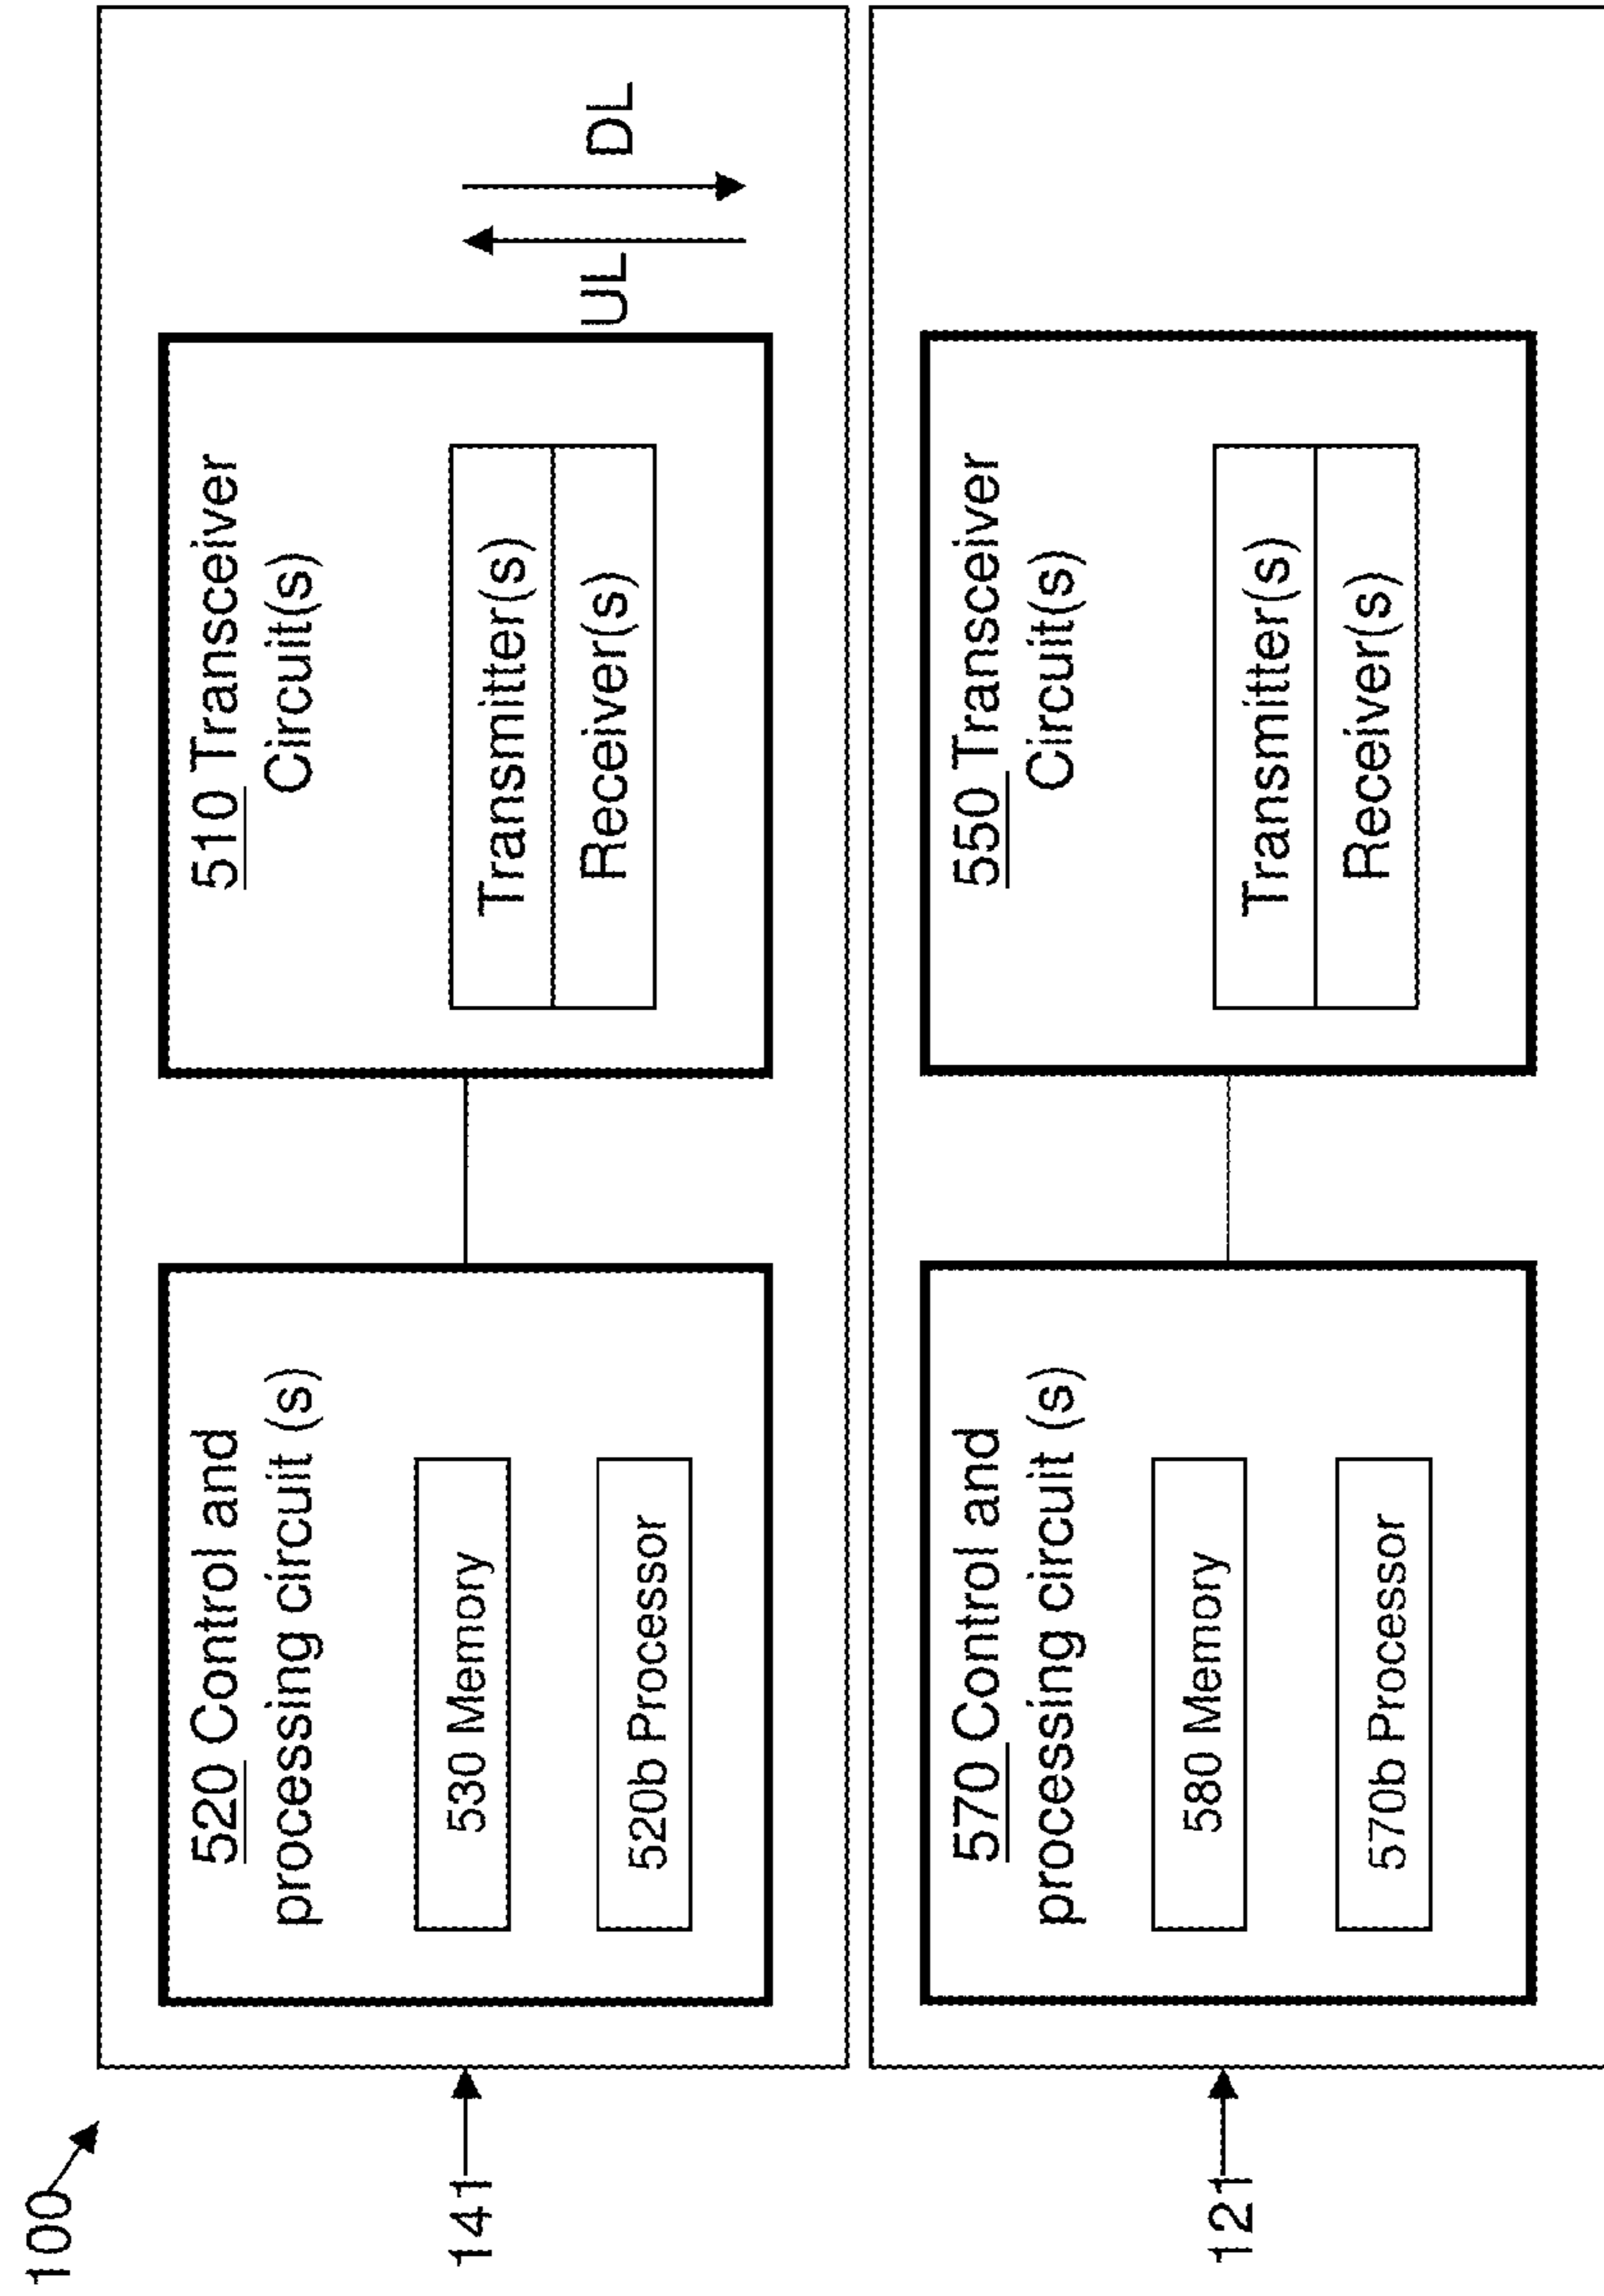 100
141
520 Control and
processing circuit (s)
530 Memory
520b Processor
510 Transceiver
Circuit(s)
Transmitter(s)
Receiver(s)
UL
DL
121
570 Control and
processing circuit (s)
580 Memory
570b Processor
550 Transceiver
Circuit(s)
Transmitter(s)
Receiver(s)